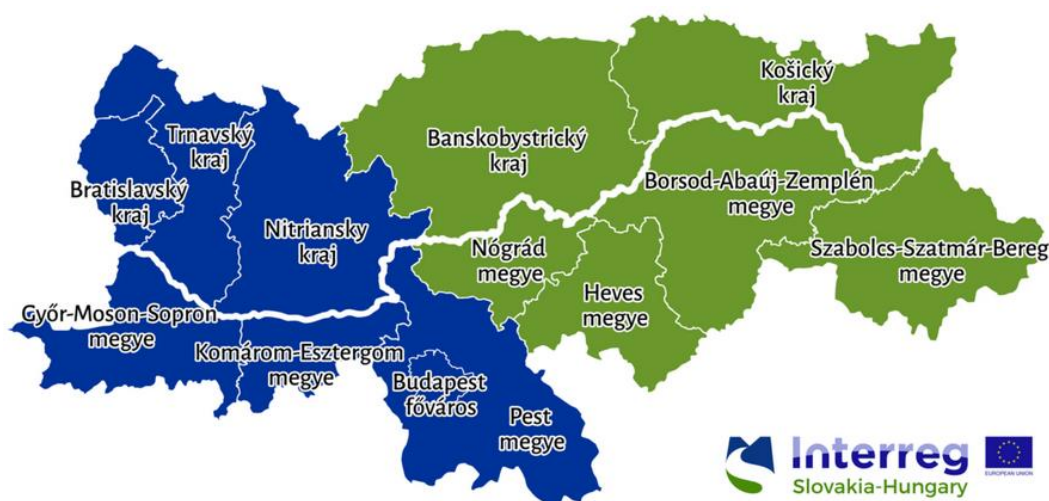 Košický
kraj
Trnavský
kraj
Banskobystrický
kraj
Bratislavský
kraj
Borsod-Abaúj-Zemplén
megye
Nitriansky
kraj
Nógrád
megye
Szabolcs-Szatmár-Bereg
megye
Heves
megye
Győr-Moson-Sopron
megye
Komárom-Esztergom
megye
Budapest
főváros
Pest
megye
Interreg
EUROPEAN UNION
Slovakia-Hungary